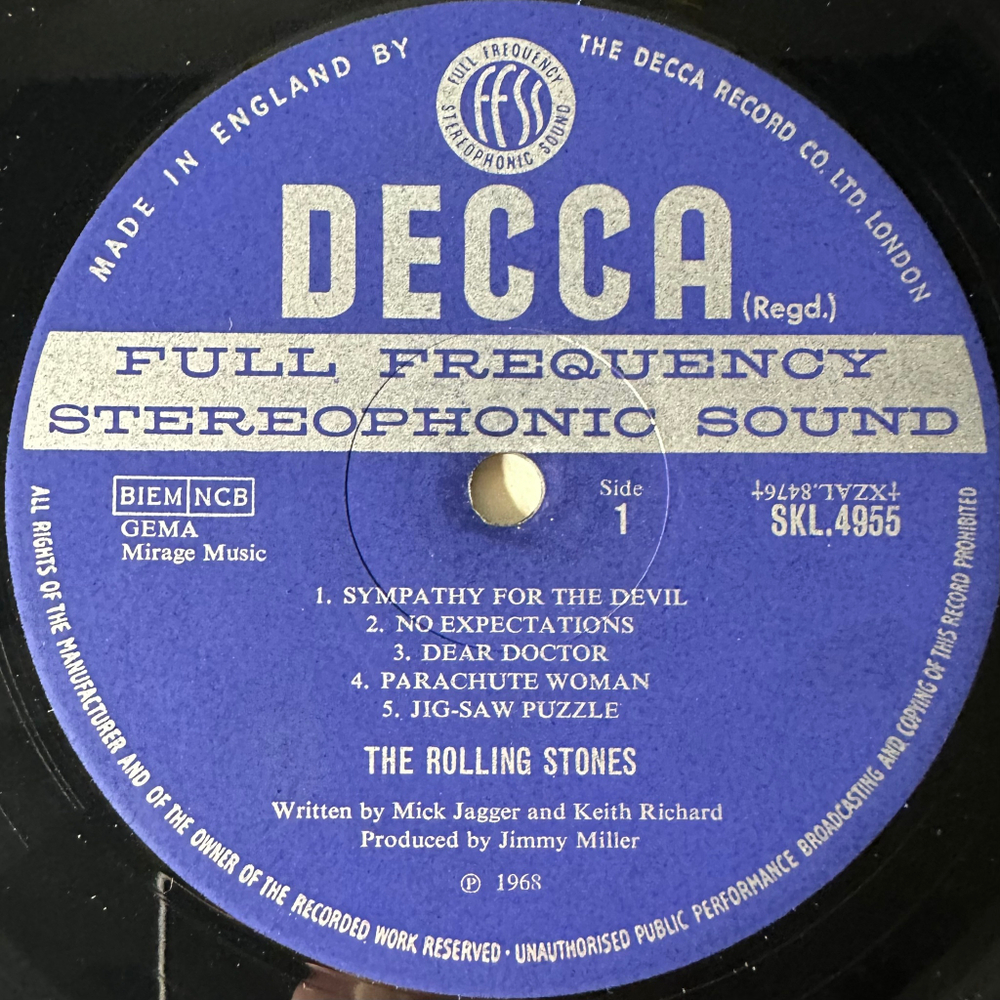 MADE IN ENGLAND BY THE DECCA RECORD CO. LTD. LONDON
FULL FREQUENCY
FFSS
STEREOPHONIC SOUND
DECCA (Regd.)
FULL FREQUENCY
STEREOPHONIC SOUND
BIEM NCB
GEMA
Mirage Music
Side
1
‡XZAL.8476‡
SKL.4955
1. SYMPATHY FOR THE DEVIL
2. NO EXPECTATIONS
3. DEAR DOCTOR
4. PARACHUTE WOMAN
5. JIG-SAW PUZZLE
THE ROLLING STONES
Written by Mick Jagger and Keith Richard
Produced by Jimmy Miller
℗ 1968
ALL RIGHTS OF THE MANUFACTURER AND OF THE OWNER OF THE RECORDED WORK RESERVED · UNAUTHORISED PUBLIC PERFORMANCE BROADCASTING AND COPYING OF THIS RECORD PROHIBITED